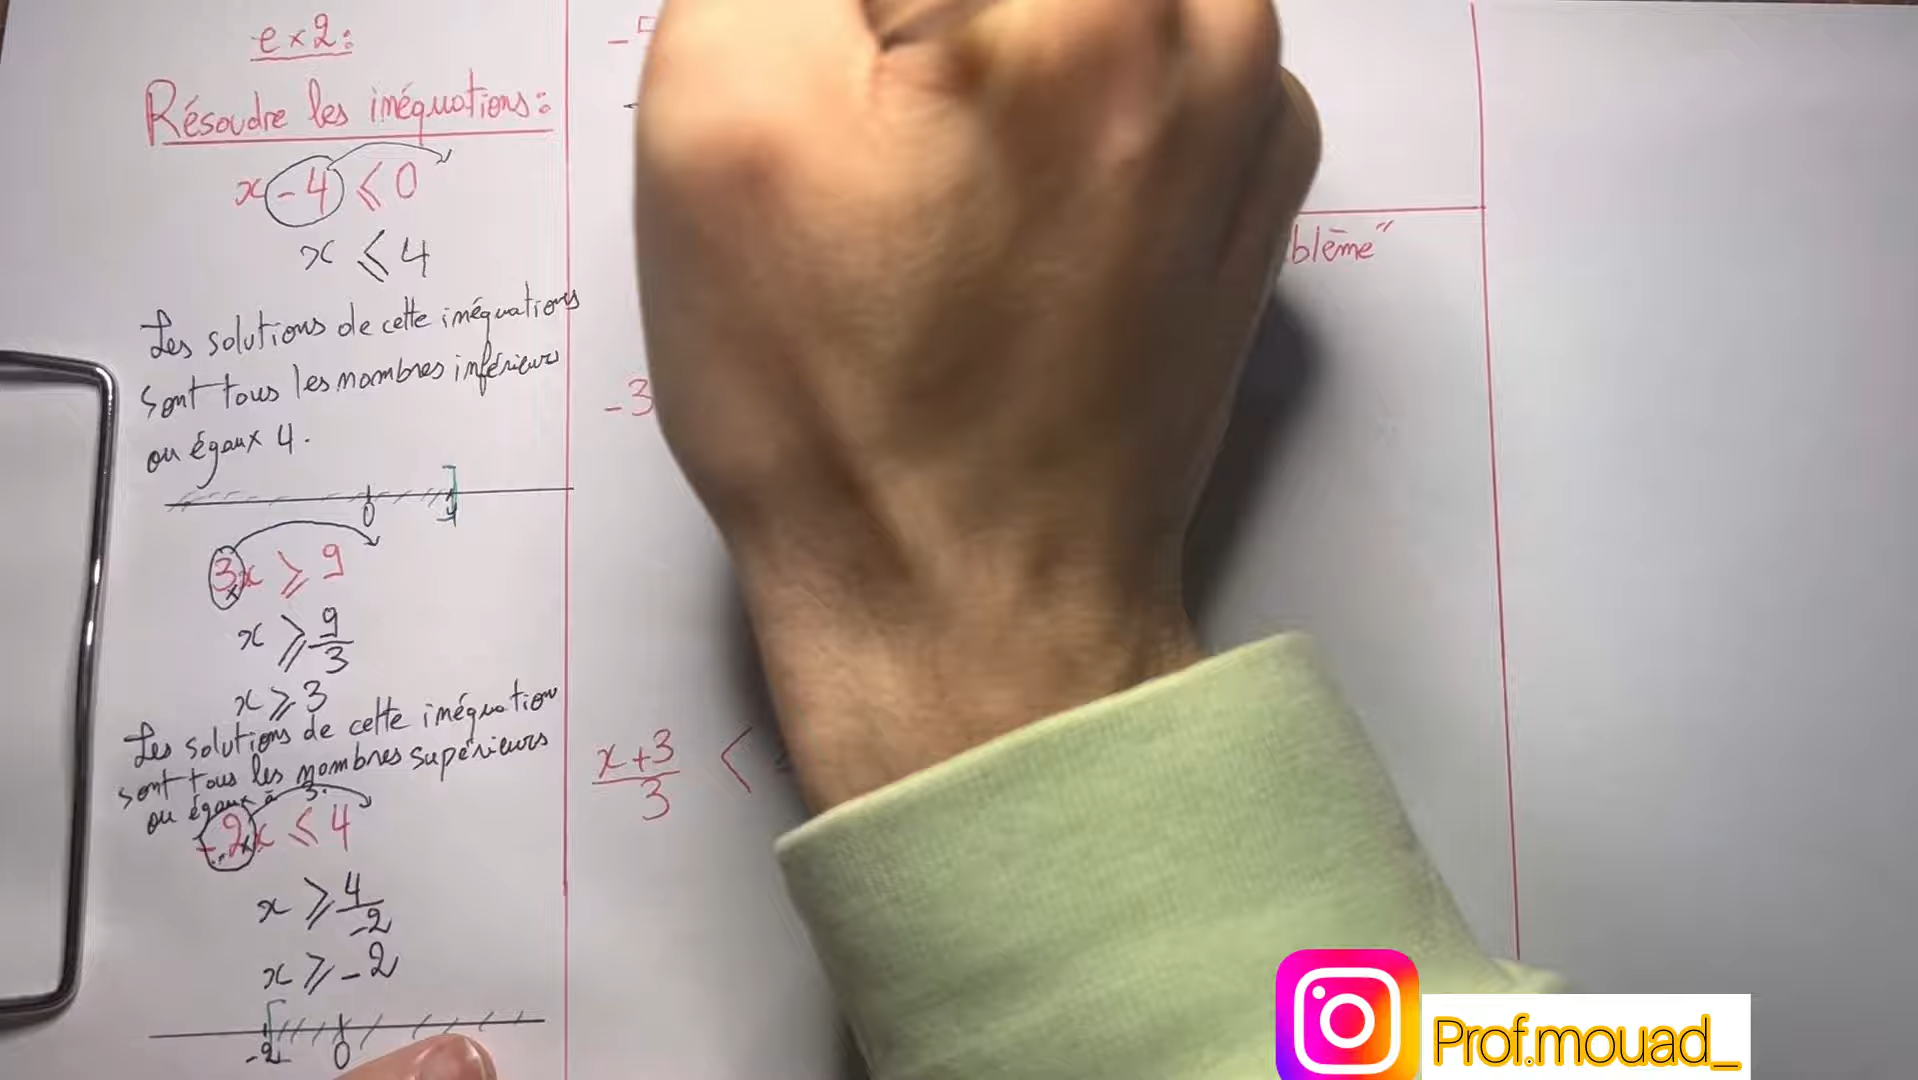 ex2:
Résoudre les inéquations:
x - 4 ⩽ 0
x ⩽ 4
Les solutions de cette inéquations
sont tous les nombres inférieurs
ou égaux 4.
0 4
3x ⩾ 9
x ⩾ 9/3
x ⩾ 3
Les solutions de cette inéquation
sont tous les nombres supérieurs
ou égaux à 3.
-2x ⩽ 4
x ⩾ 4/-2
x ⩾ -2
-2 0
-3
(x+3)/3 <
blème"
Prof.mouad_